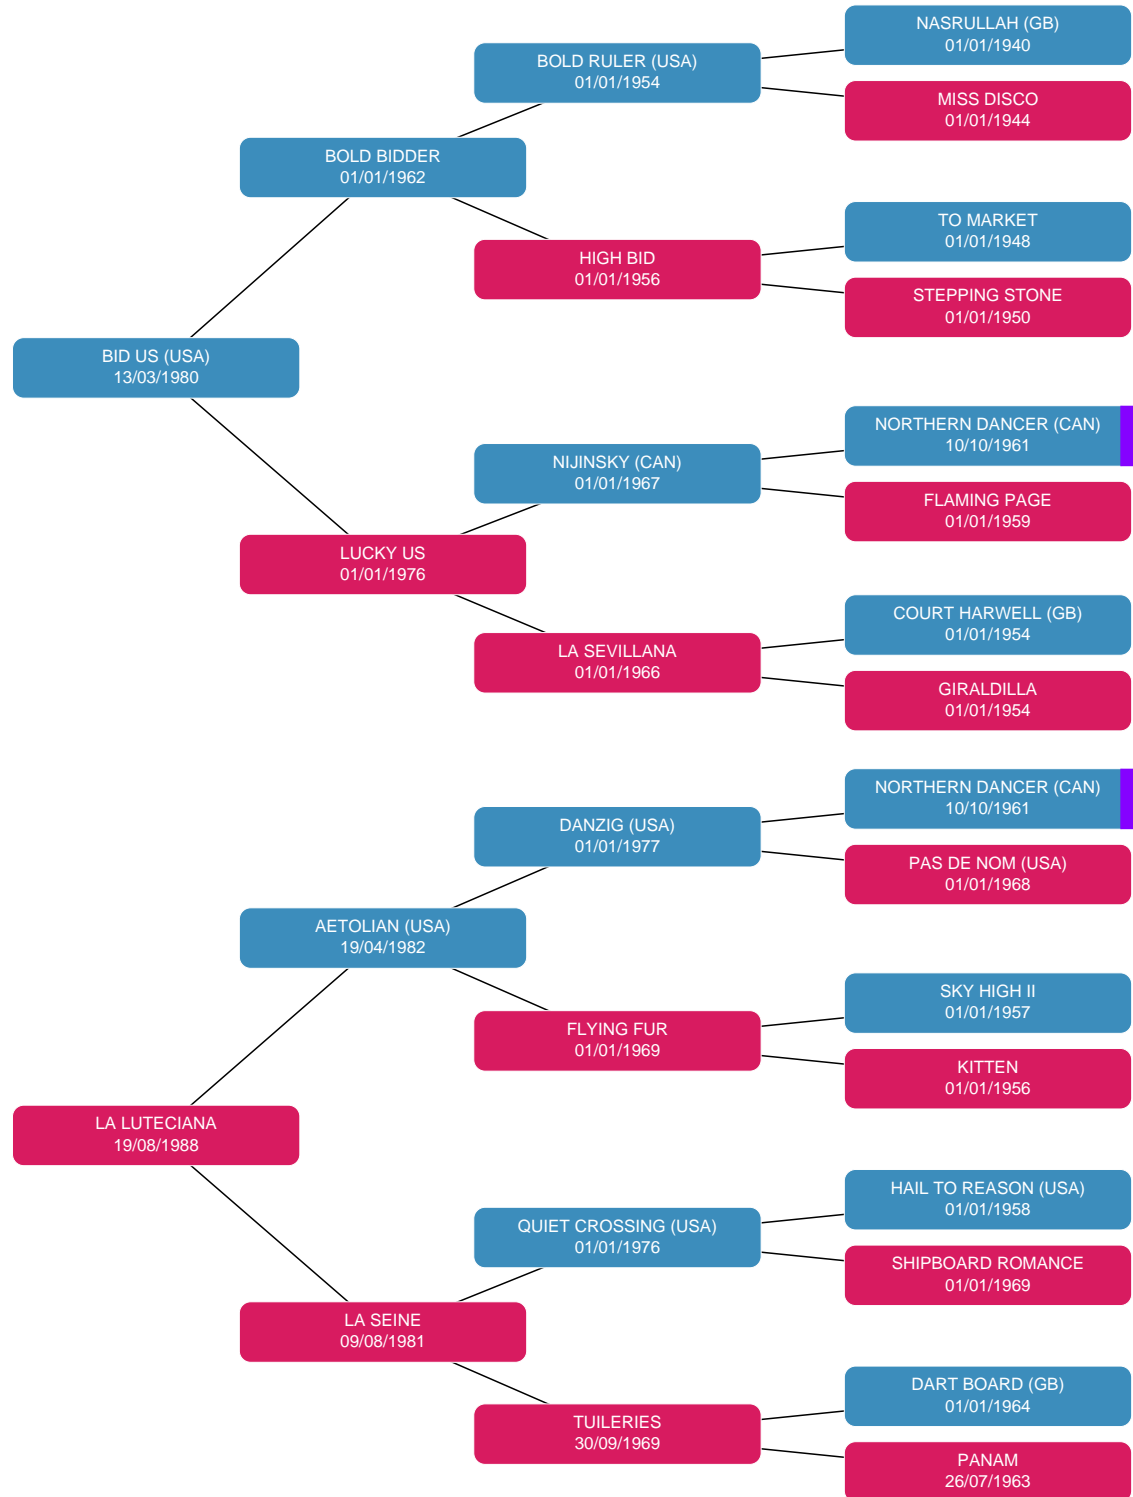 NASRULLAH (GB)
01/01/1940
BOLD RULER (USA)
01/01/1954
MISS DISCO
01/01/1944
BOLD BIDDER
01/01/1962
TO MARKET
01/01/1948
HIGH BID
01/01/1956
STEPPING STONE
01/01/1950
BID US (USA)
13/03/1980
NORTHERN DANCER (CAN)
10/10/1961
NIJINSKY (CAN)
01/01/1967
FLAMING PAGE
01/01/1959
LUCKY US
01/01/1976
COURT HARWELL (GB)
01/01/1954
LA SEVILLANA
01/01/1966
GIRALDILLA
01/01/1954
NORTHERN DANCER (CAN)
10/10/1961
DANZIG (USA)
01/01/1977
PAS DE NOM (USA)
01/01/1968
AETOLIAN (USA)
19/04/1982
SKY HIGH II
01/01/1957
FLYING FUR
01/01/1969
KITTEN
01/01/1956
LA LUTECIANA
19/08/1988
HAIL TO REASON (USA)
01/01/1958
QUIET CROSSING (USA)
01/01/1976
SHIPBOARD ROMANCE
01/01/1969
LA SEINE
09/08/1981
DART BOARD (GB)
01/01/1964
TUILERIES
30/09/1969
PANAM
26/07/1963